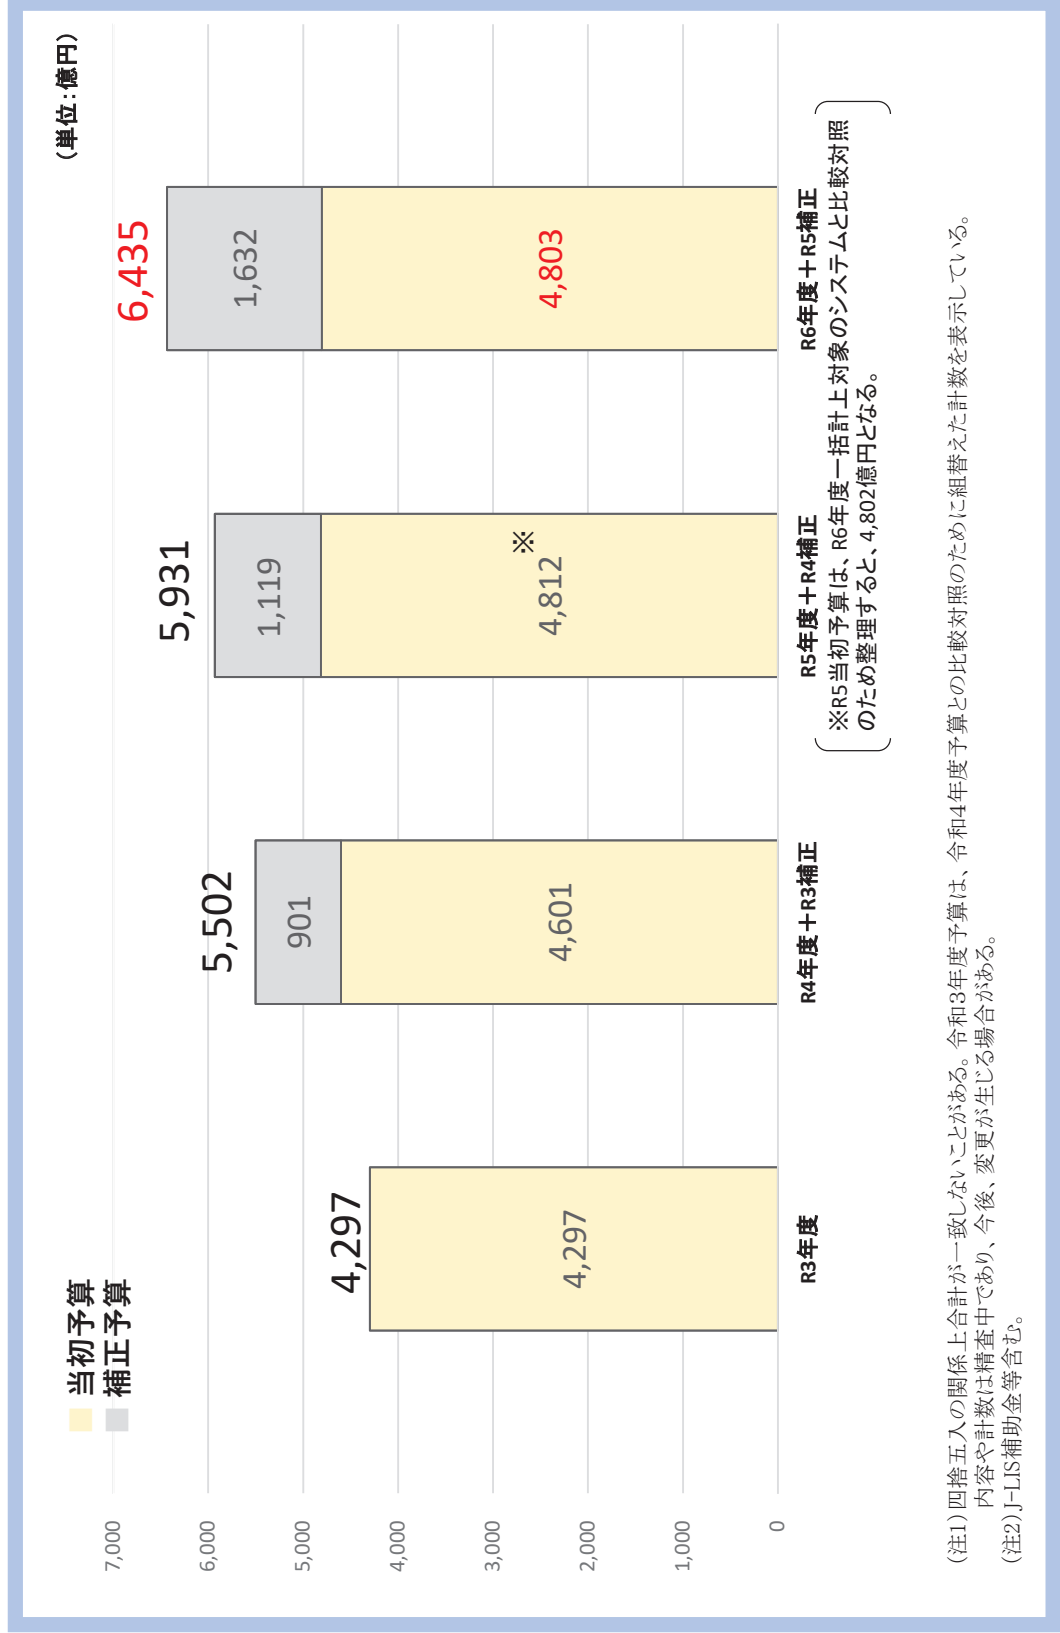 (単位：億円)
当初予算
補正予算
7,000
6,000
5,000
4,000
3,000
2,000
1,000
0
4,297
4,297
R3年度
5,502
901
4,601
R4年度＋R3補正
5,931
1,119
※
4,812
R5年度＋R4補正
6,435
1,632
4,803
R6年度＋R5補正
※R5当初予算は、R6年度一括計上対象のシステムと比較対照
のため整理すると、4,802億円となる。
(注1)四捨五入の関係上合計が一致しないことがある。令和3年度予算は、令和4年度予算との比較対照のために組替えた計数を表示している。
内容や計数は精査中であり、今後、変更が生じる場合がある。
(注2)J-LIS補助金等含む。